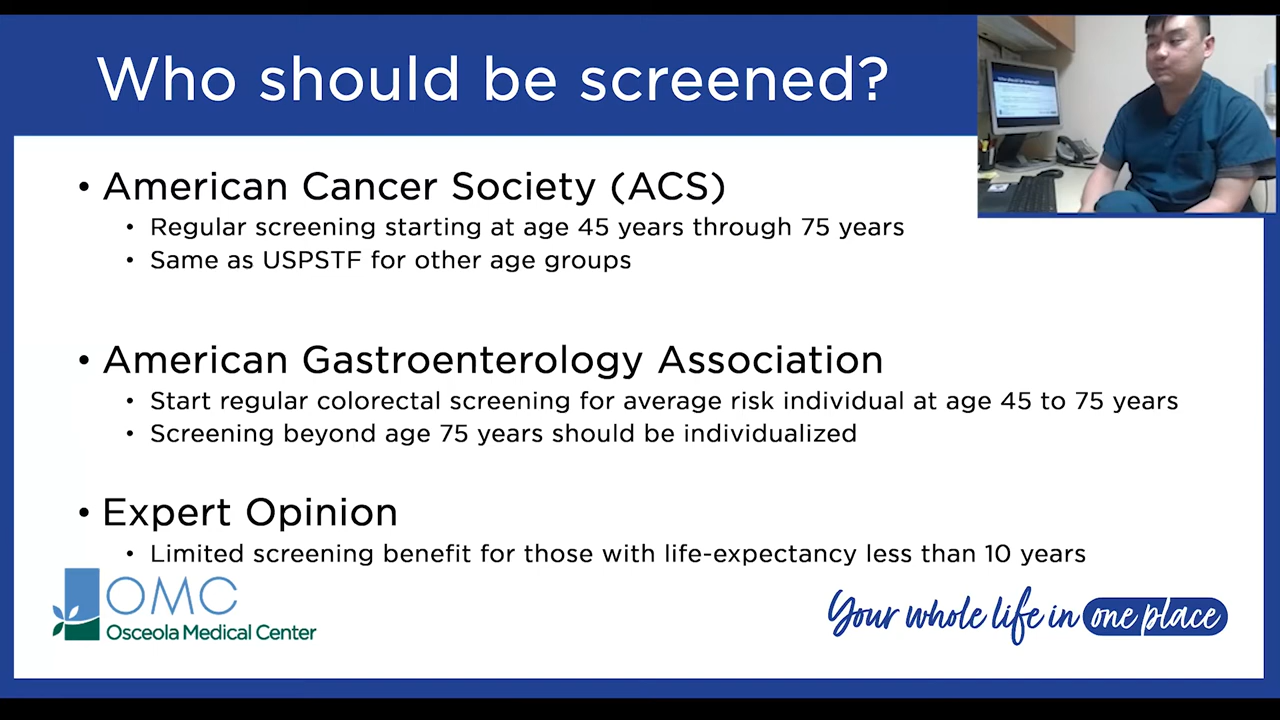 Who should be screened?
• American Cancer Society (ACS)
• Regular screening starting at age 45 years through 75 years
• Same as USPSTF for other age groups
• American Gastroenterology Association
• Start regular colorectal screening for average risk individual at age 45 to 75 years
• Screening beyond age 75 years should be individualized
• Expert Opinion
• Limited screening benefit for those with life-expectancy less than 10 years
OMC
Osceola Medical Center
Your whole life in one place